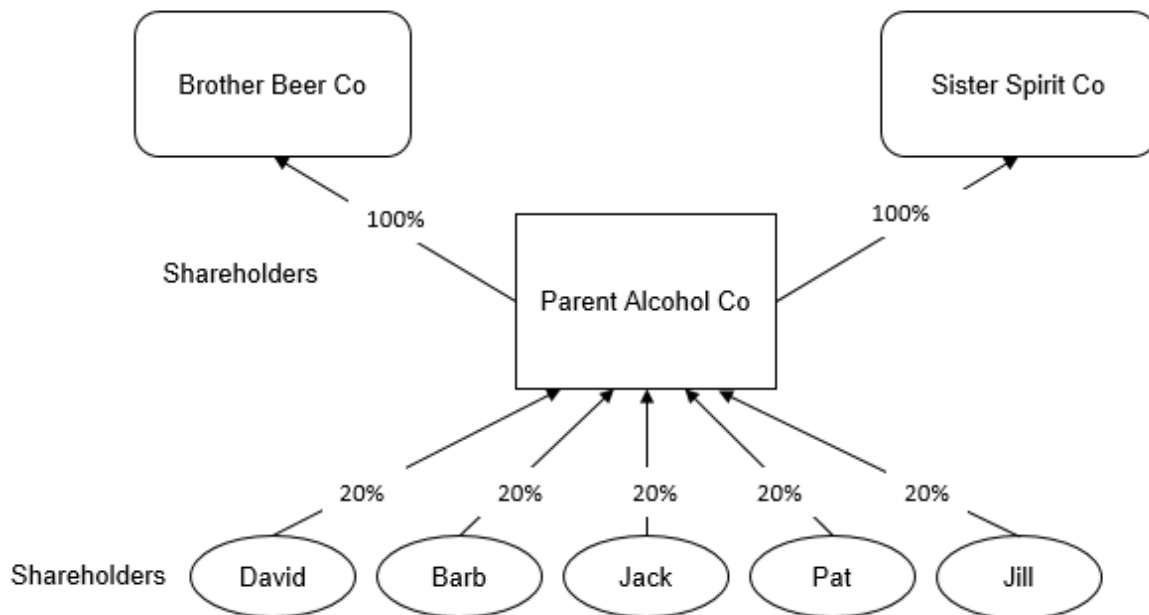 Brother Beer Co
Sister Spirit Co
100%
100%
Shareholders
Parent Alcohol Co
20%
20%
20%
20%
20%
Shareholders
David
Barb
Jack
Pat
Jill